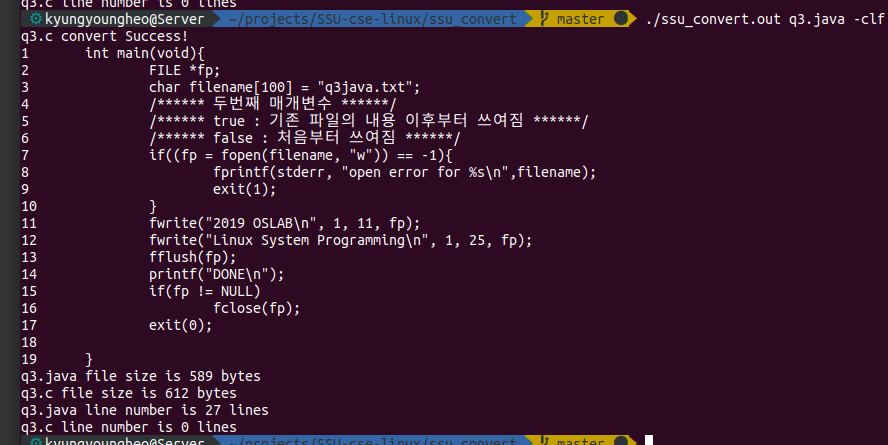 q3.c line number is 0 lines
kyungyoungheo@Server ~/projects/SSU-cse-linux/ssu_convert master ./ssu_convert.out q3.java -clf
q3.c convert Success!
1 int main(void){
2 FILE *fp;
3 char filename[100] = "q3java.txt";
4 /****** 두번째 매개변수 ******/
5 /****** true : 기존 파일의 내용 이후부터 쓰여짐 ******/
6 /****** false : 처음부터 쓰여짐 ******/
7 if((fp = fopen(filename, "w")) == -1){
8 fprintf(stderr, "open error for %s\n",filename);
9 exit(1);
10 }
11 fwrite("2019 OSLAB\n", 1, 11, fp);
12 fwrite("Linux System Programming\n", 1, 25, fp);
13 fflush(fp);
14 printf("DONE\n");
15 if(fp != NULL)
16 fclose(fp);
17 exit(0);
18
19 }
q3.java file size is 589 bytes
q3.c file size is 612 bytes
q3.java line number is 27 lines
q3.c line number is 0 lines
kyungyoungheo@Server ~/projects/SSU-cse-linux/ssu_convert master